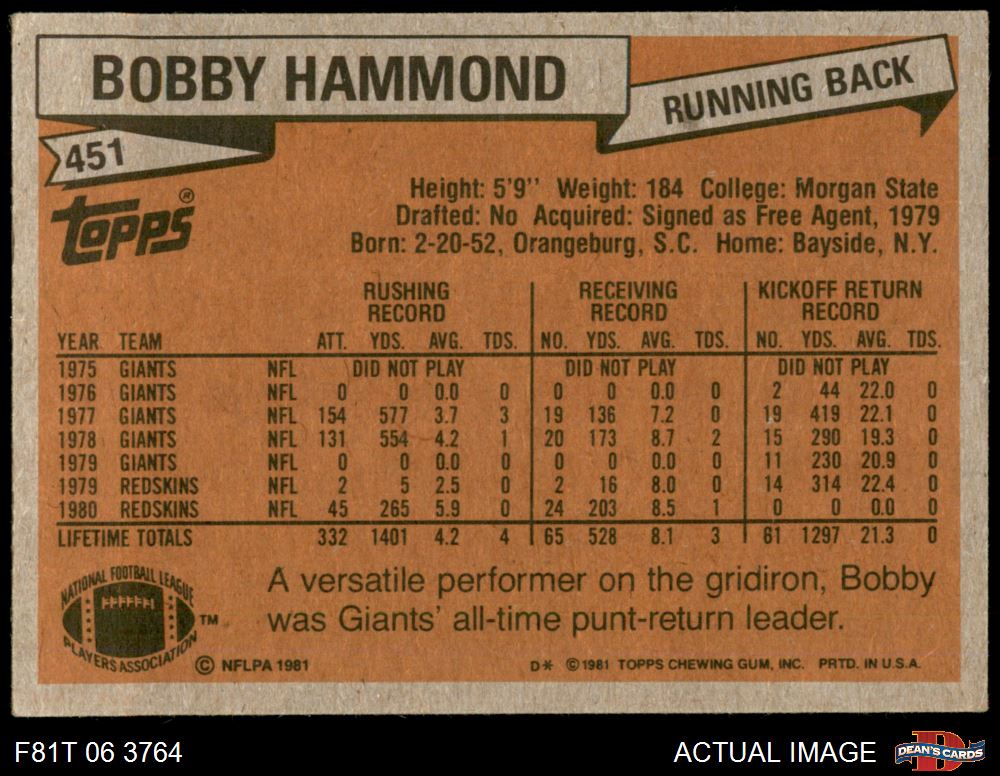 BOBBY HAMMOND
RUNNING BACK
451
TOPPS®
Height: 5'9'' Weight: 184 College: Morgan State
Drafted: No Acquired: Signed as Free Agent, 1979
Born: 2-20-52, Orangeburg, S.C. Home: Bayside, N.Y.
RUSHING RECORD RECEIVING RECORD KICKOFF RETURN RECORD
YEAR TEAM ATT. YDS. AVG. TDS. NO. YDS. AVG. TDS. NO. YDS. AVG. TDS.
1975 GIANTS NFL DID NOT PLAY DID NOT PLAY DID NOT PLAY
1976 GIANTS NFL 0 0 0.0 0 0 0 0.0 0 2 44 22.0 0
1977 GIANTS NFL 154 577 3.7 3 19 136 7.2 0 19 419 22.1 0
1978 GIANTS NFL 131 554 4.2 1 20 173 8.7 2 15 290 19.3 0
1979 GIANTS NFL 0 0 0.0 0 0 0 0.0 0 11 230 20.9 0
1979 REDSKINS NFL 2 5 2.5 0 2 16 8.0 0 14 314 22.4 0
1980 REDSKINS NFL 45 265 5.9 0 24 203 8.5 1 0 0 0.0 0
LIFETIME TOTALS 332 1401 4.2 4 65 528 8.1 3 61 1297 21.3 0
NATIONAL FOOTBALL LEAGUE
PLAYERS ASSOCIATION
TM
A versatile performer on the gridiron, Bobby
was Giants' all-time punt-return leader.
© NFLPA 1981
D* © 1981 TOPPS CHEWING GUM, INC. PRTD. IN U.S.A.
F81T 06 3764
ACTUAL IMAGE
D
DEAN'S CARDS